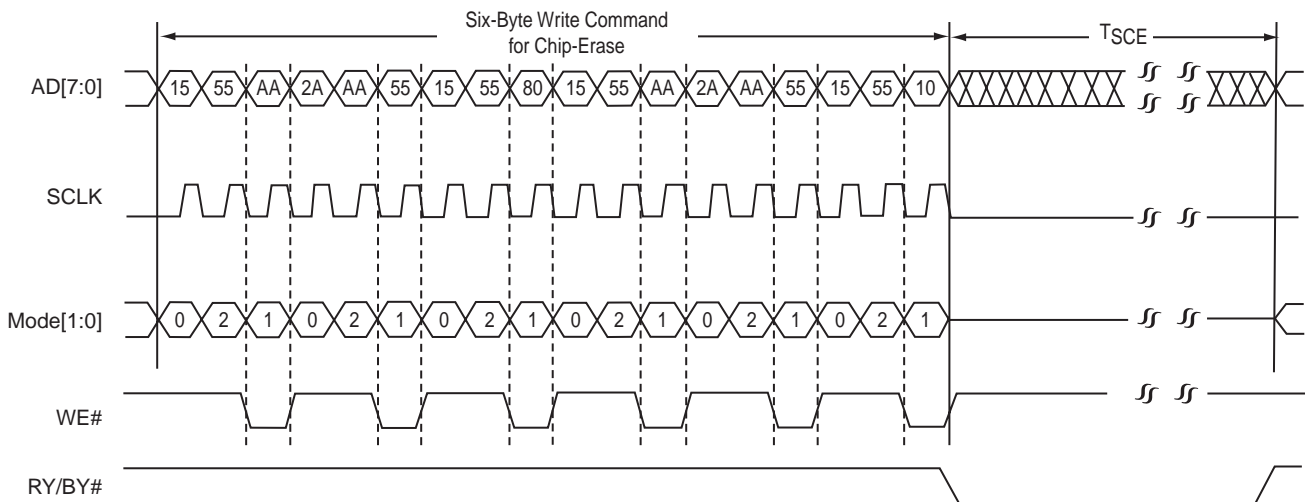 Six-Byte Write Command
for Chip-Erase
TSCE
AD[7:0]
15 55 AA 2A AA 55 15 55 80 15 55 AA 2A AA 55 15 55 10
SCLK
Mode[1:0]
0 2 1 0 2 1 0 2 1 0 2 1 0 2 1 0 2 1
WE#
RY/BY#